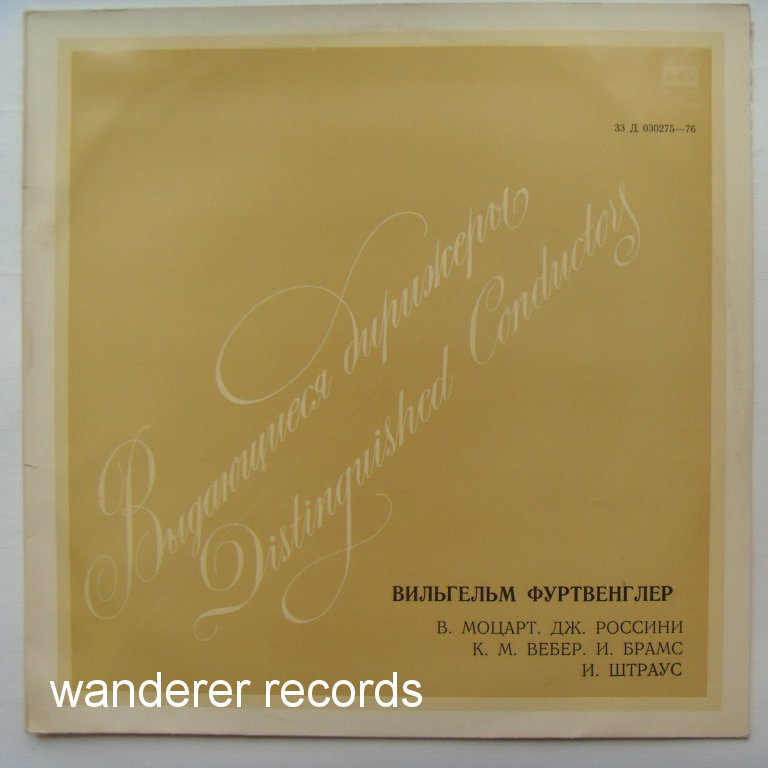 33 Д 030275—76
Выдающиеся дирижеры
Distinguished Conductors
ВИЛЬГЕЛЬМ ФУРТВЕНГЛЕР
В. МОЦАРТ. ДЖ. РОССИНИ
К. М. ВЕБЕР. И. БРАМС
И. ШТРАУС
wanderer records